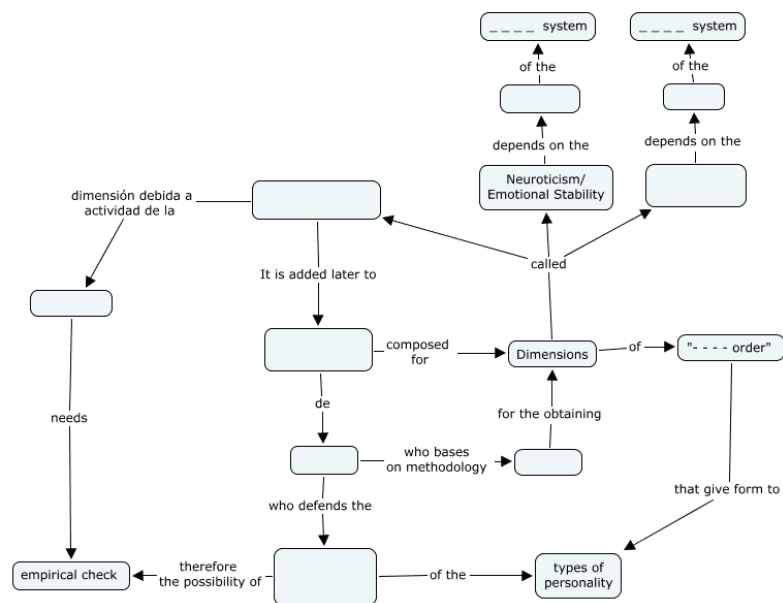 _ _ _ _ system
_ _ _ _ system
of the
of the
depends on the
depends on the
Neuroticism/
Emotional Stability
dimensión debida a
actividad de la
called
It is added later to
composed
for
Dimensions
of
"- - - - order"
de
for the obtaining
needs
who bases
on methodology
who defends the
that give form to
empirical check
therefore
the possibility of
of the
types of
personality